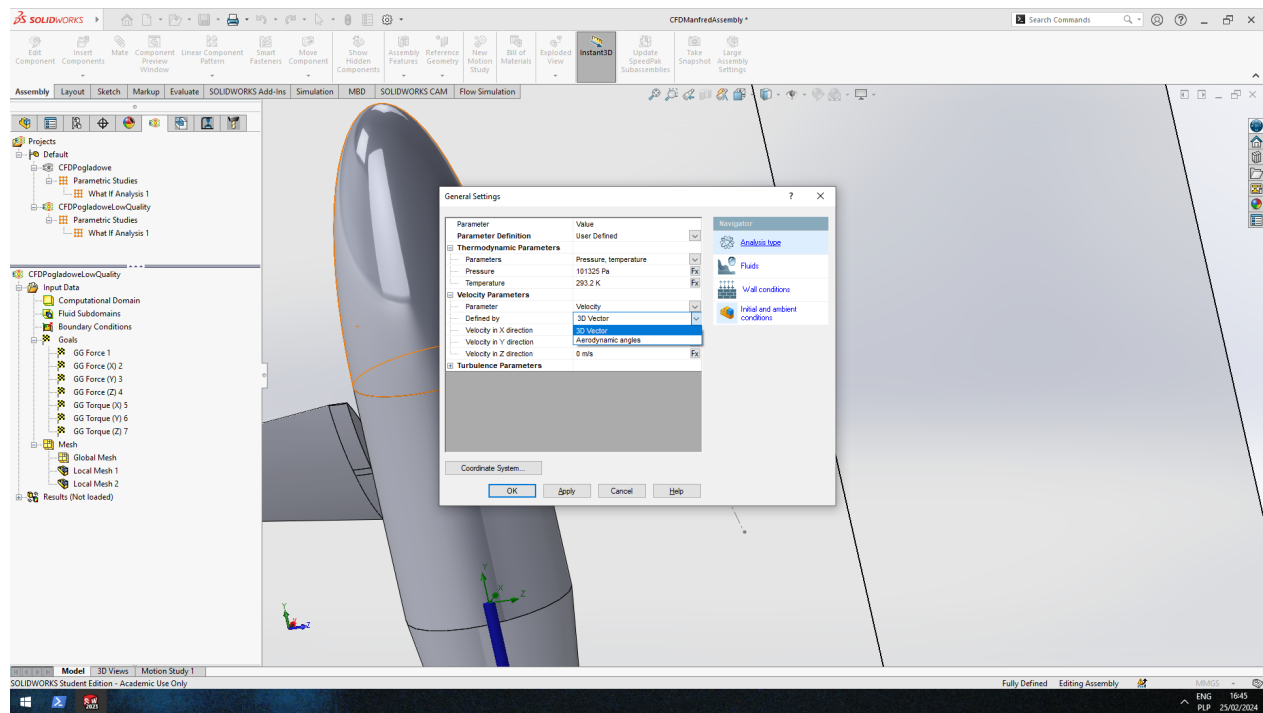 SOLIDWORKS
CFDManfredAssembly *
Search Commands
Edit Component
Insert Components
Mate
Component Preview Window
Linear Component Pattern
Smart Fasteners
Move Component
Show Hidden Components
Assembly Features
Reference Geometry
New Motion Study
Bill of Materials
Exploded View
Instant3D
Update SpeedPak Subassemblies
Take Snapshot
Large Assembly Settings
Assembly Layout Sketch Markup Evaluate SOLIDWORKS Add-Ins Simulation MBD SOLIDWORKS CAM Flow Simulation
Projects
Default
CFDPogladowe
Parametric Studies
What If Analysis 1
CFDPogladoweLowQuality
Parametric Studies
What If Analysis 1
CFDPogladoweLowQuality
Input Data
Computational Domain
Fluid Subdomains
Boundary Conditions
Goals
GG Force 1
GG Force (X) 2
GG Force (Y) 3
GG Force (Z) 4
GG Torque (X) 5
GG Torque (Y) 6
GG Torque (Z) 7
Mesh
Global Mesh
Local Mesh 1
Local Mesh 2
Results (Not loaded)
General Settings ?
Parameter Value
Parameter Definition User Defined
Thermodynamic Parameters
Parameters Pressure, temperature
Pressure 101325 Pa Fx
Temperature 293.2 K Fx
Velocity Parameters
Parameter Velocity
Defined by 3D Vector
Velocity in X direction 3D Vector
Velocity in Y direction Aerodynamic angles
Velocity in Z direction 0 m/s Fx
Turbulence Parameters
Coordinate System...
OK Apply Cancel Help
Navigator
Analysis type
Fluids
Wall conditions
Initial and ambient
conditions
Y
X
Z
Y
Z
Model 3D Views Motion Study 1
SOLIDWORKS Student Edition - Academic Use Only
Fully Defined Editing Assembly MMGS
ENG 16:45
PLP 25/02/2024